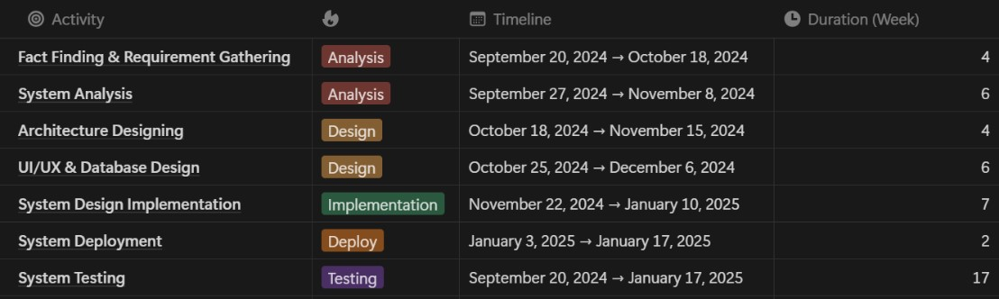 Activity Timeline Duration (Week)
Fact Finding & Requirement Gathering Analysis September 20, 2024 → October 18, 2024 4
System Analysis Analysis September 27, 2024 → November 8, 2024 6
Architecture Designing Design October 18, 2024 → November 15, 2024 4
UI/UX & Database Design Design October 25, 2024 → December 6, 2024 6
System Design Implementation Implementation November 22, 2024 → January 10, 2025 7
System Deployment Deploy January 3, 2025 → January 17, 2025 2
System Testing Testing September 20, 2024 → January 17, 2025 17